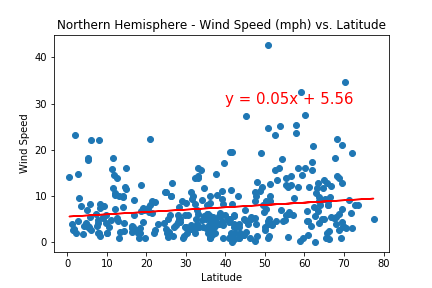 Northern Hemisphere - Wind Speed (mph) vs. Latitude
40
30
20
10
0
Wind Speed
y = 0.05x + 5.56
0 10 20 30 40 50 60 70 80
Latitude